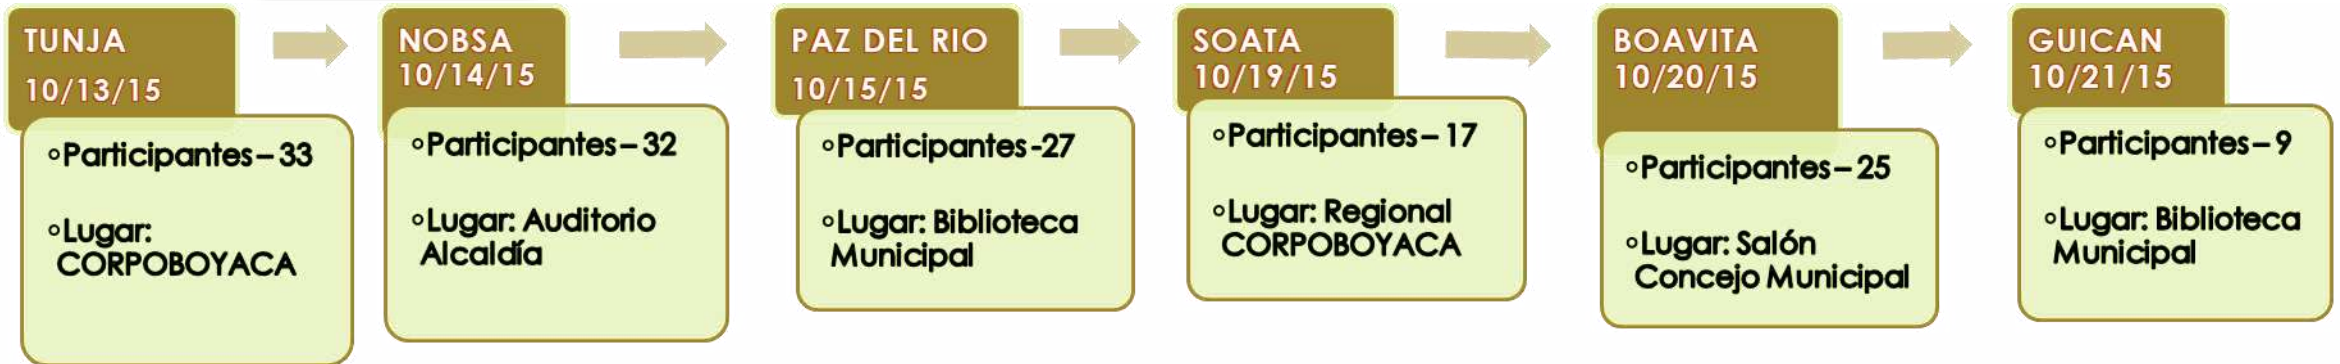 TUNJA
10/13/15
◦Participantes – 33
◦Lugar:
CORPOBOYACA
NOBSA
10/14/15
◦Participantes – 32
◦Lugar: Auditorio
Alcaldía
PAZ DEL RIO
10/15/15
◦Participantes -27
◦Lugar: Biblioteca
Municipal
SOATA
10/19/15
◦Participantes – 17
◦Lugar: Regional
CORPOBOYACA
BOAVITA
10/20/15
◦Participantes – 25
◦Lugar: Salón
Concejo Municipal
GUICAN
10/21/15
◦Participantes – 9
◦Lugar: Biblioteca
Municipal